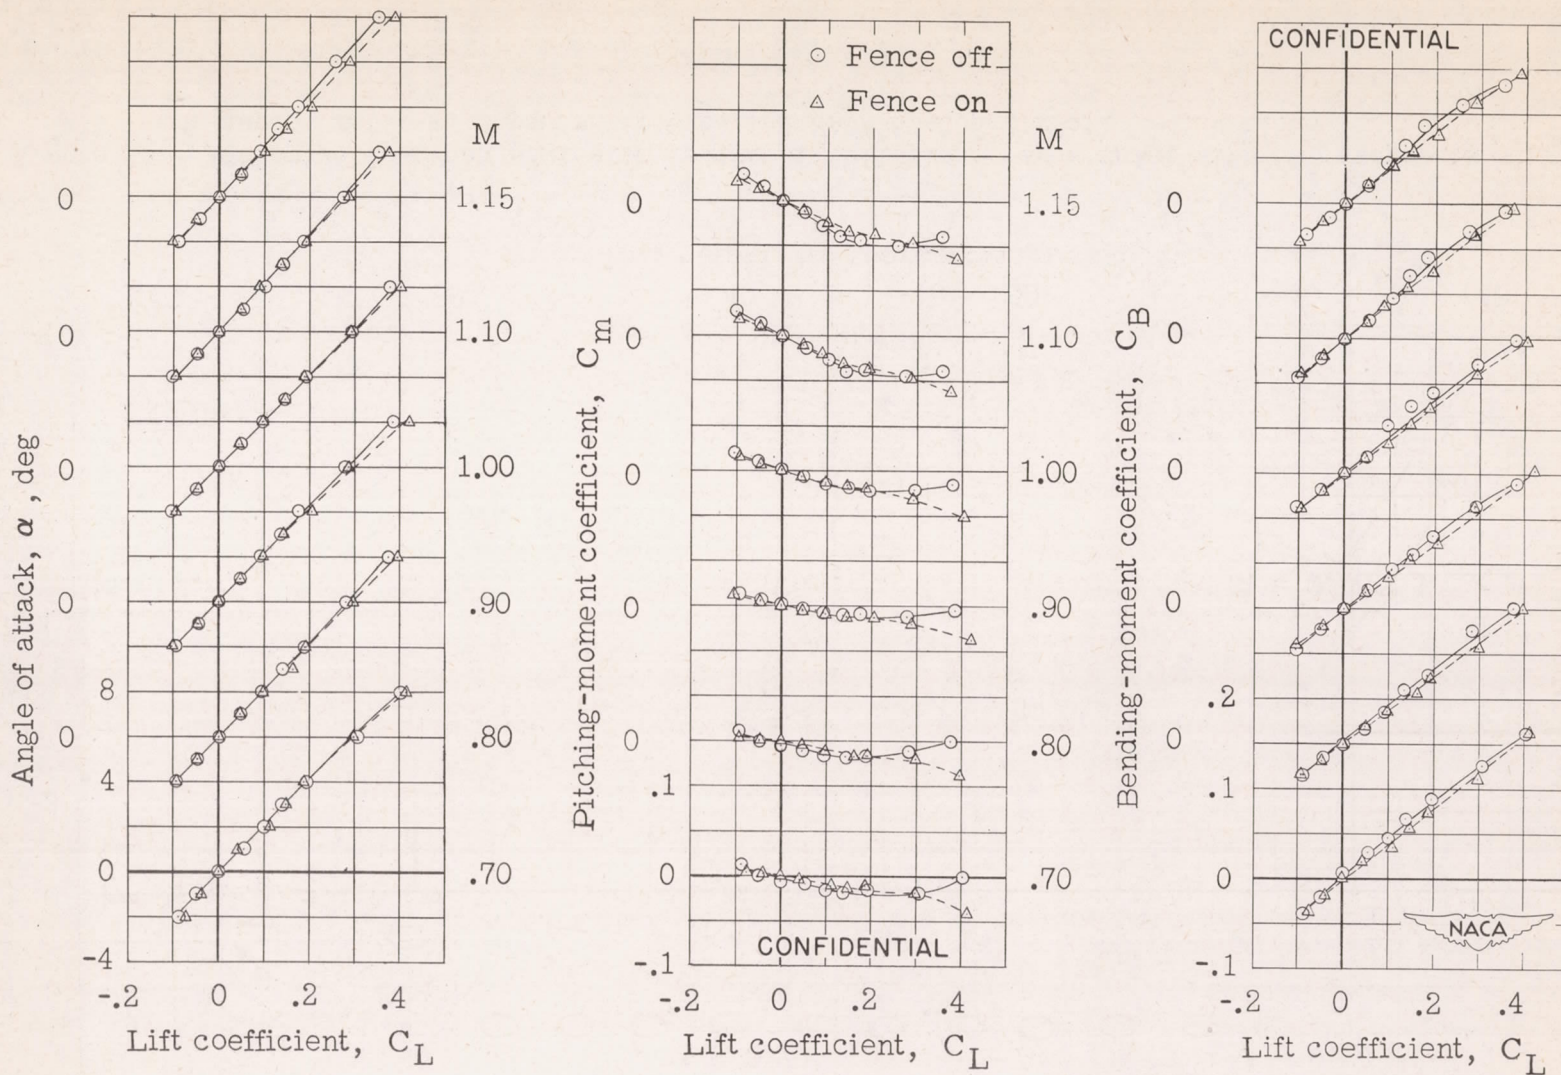 CONFIDENTIAL
Fence off
Fence on
M
M
0
1.15
0
1.15
0
0
1.10
0
1.10
0
0
1.00
0
1.00
0
0
.90
0
.90
0
8
.2
0
.80
0
.80
0
4
.1
.1
0
.70
0
.70
0
NACA
CONFIDENTIAL
-4
-.1
-.1
-.2 0 .2 .4
-.2 0 .2 .4
-.2 0 .2 .4
Lift coefficient, CL
Lift coefficient, CL
Lift coefficient, CL
Angle of attack, α, deg
Pitching-moment coefficient, Cm
Bending-moment coefficient, CB